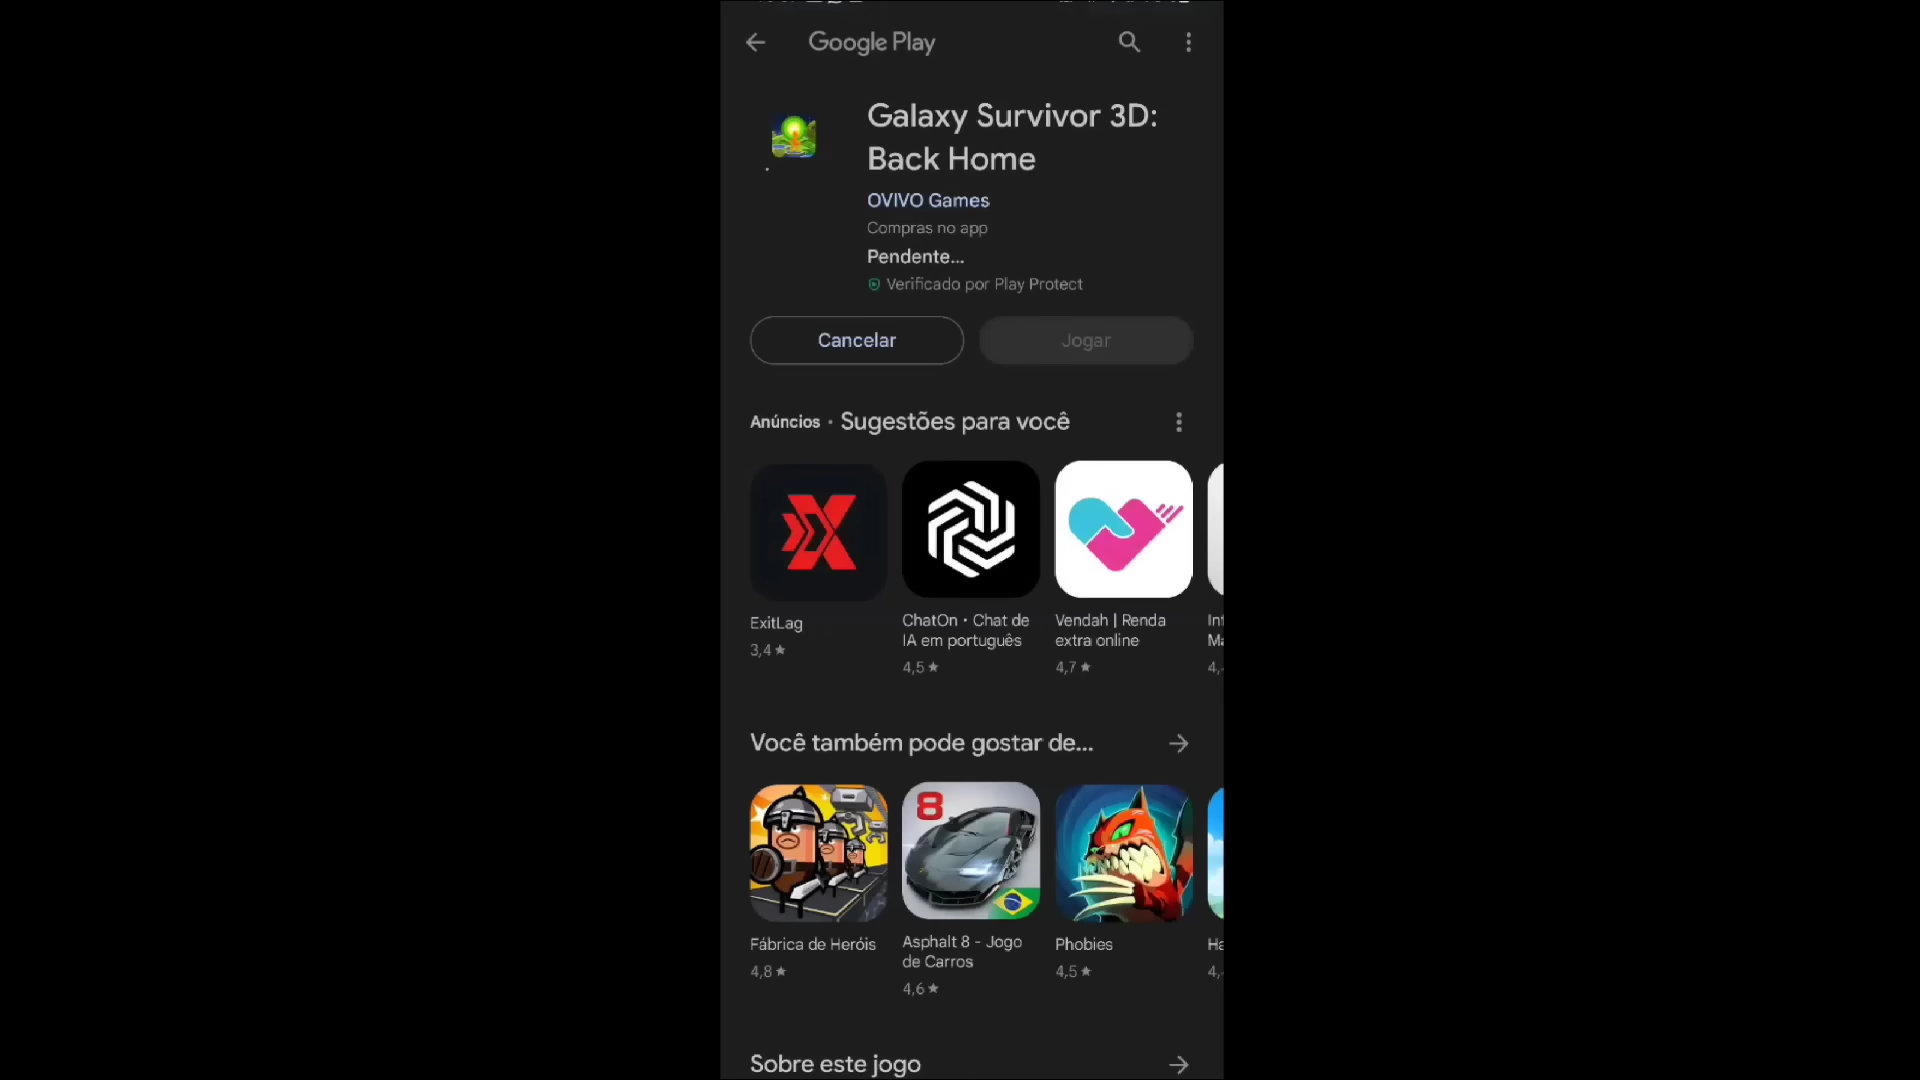 Google Play
Galaxy Survivor 3D:
Back Home
OVIVO Games
Compras no app
Pendente...
Verificado por Play Protect
Cancelar
Jogar
Anúncios • Sugestões para você
ExitLag
3,4★
ChatOn • Chat de
IA em português
4,5★
Vendah | Renda
extra online
4,7★
Você também pode gostar de...
8
Fábrica de Heróis
4,8★
Asphalt 8 - Jogo
de Carros
4,6★
Phobies
4,5★
Sobre este jogo